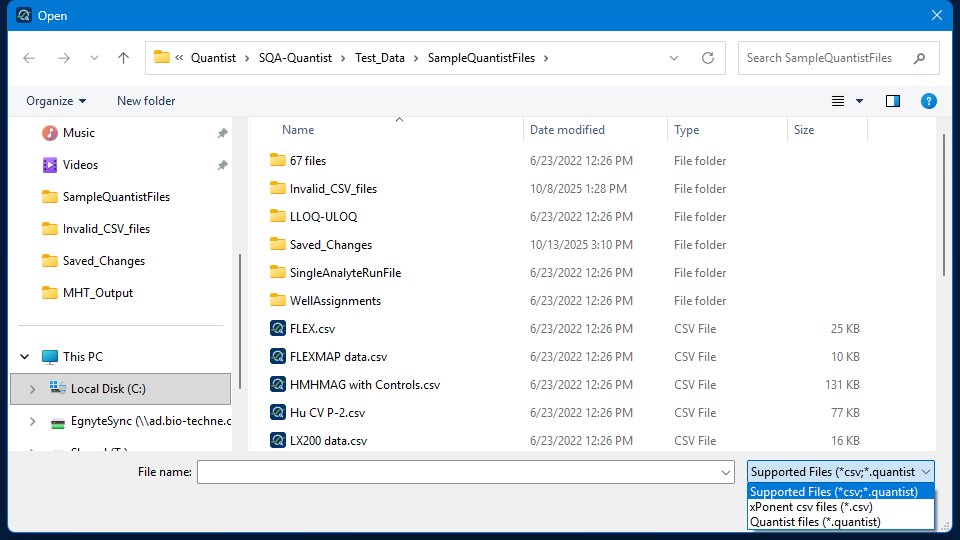 Open
« Quantist > SQA-Quantist > Test_Data > SampleQuantistFiles >
Search SampleQuantistFiles
Organize
New folder
Music
Videos
SampleQuantistFiles
Invalid_CSV_files
Saved_Changes
MHT_Output
This PC
Local Disk (C:)
EgnyteSync (\\ad.bio-techne.c
Name Date modified Type Size
67 files 6/23/2022 12:26 PM File folder
Invalid_CSV_files 10/8/2025 1:28 PM File folder
LLOQ-ULOQ 6/23/2022 12:26 PM File folder
Saved_Changes 10/13/2025 3:10 PM File folder
SingleAnalyteRunFile 6/23/2022 12:26 PM File folder
WellAssignments 6/23/2022 12:26 PM File folder
FLEX.csv 6/23/2022 12:26 PM CSV File 25 KB
FLEXMAP data.csv 6/23/2022 12:26 PM CSV File 10 KB
HMHMAG with Controls.csv 6/23/2022 12:26 PM CSV File 131 KB
Hu CV P-2.csv 6/23/2022 12:26 PM CSV File 77 KB
LX200 data.csv 6/23/2022 12:26 PM CSV File 16 KB
File name:
Supported Files (*csv;*.quantist
Supported Files (*csv;*.quantist)
xPonent csv files (*.csv)
Quantist files (*.quantist)